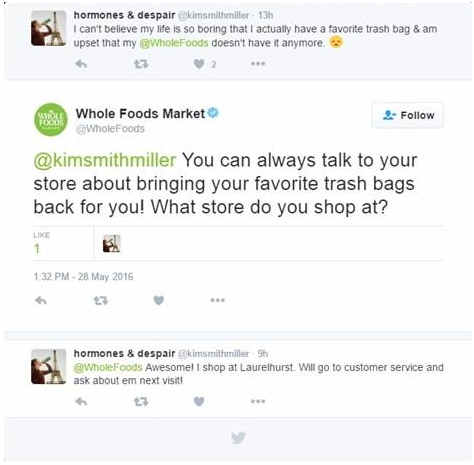 hormones & despair @kimsmithmiller · 13h
I can't believe my life is so boring that I actually have a favorite trash bag & am
upset that my @WholeFoods doesn't have it anymore. 😥
2
WHOLE
FOODS
MARKET
Whole Foods Market
@WholeFoods
Follow
@kimsmithmiller You can always talk to your
store about bringing your favorite trash bags
back for you! What store do you shop at?
LIKE
1
1:32 PM - 28 May 2016
hormones & despair @kimsmithmiller · 9h
@WholeFoods Awesome! I shop at Laurelhurst. Will go to customer service and
ask about em next visit!